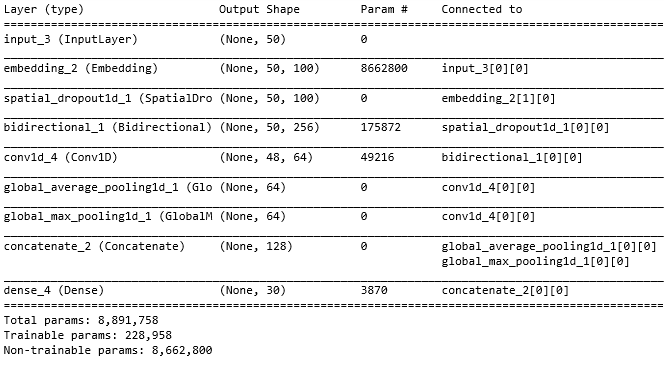 Layer (type) Output Shape Param # Connected to
input_3 (InputLayer) (None, 50) 0
embedding_2 (Embedding) (None, 50, 100) 8662800 input_3[0][0]
spatial_dropout1d_1 (SpatialDro (None, 50, 100) 0 embedding_2[1][0]
bidirectional_1 (Bidirectional) (None, 50, 256) 175872 spatial_dropout1d_1[0][0]
conv1d_4 (Conv1D) (None, 48, 64) 49216 bidirectional_1[0][0]
global_average_pooling1d_1 (Glo (None, 64) 0 conv1d_4[0][0]
global_max_pooling1d_1 (GlobalM (None, 64) 0 conv1d_4[0][0]
concatenate_2 (Concatenate) (None, 128) 0 global_average_pooling1d_1[0][0]
global_max_pooling1d_1[0][0]
dense_4 (Dense) (None, 30) 3870 concatenate_2[0][0]
Total params: 8,891,758
Trainable params: 228,958
Non-trainable params: 8,662,800